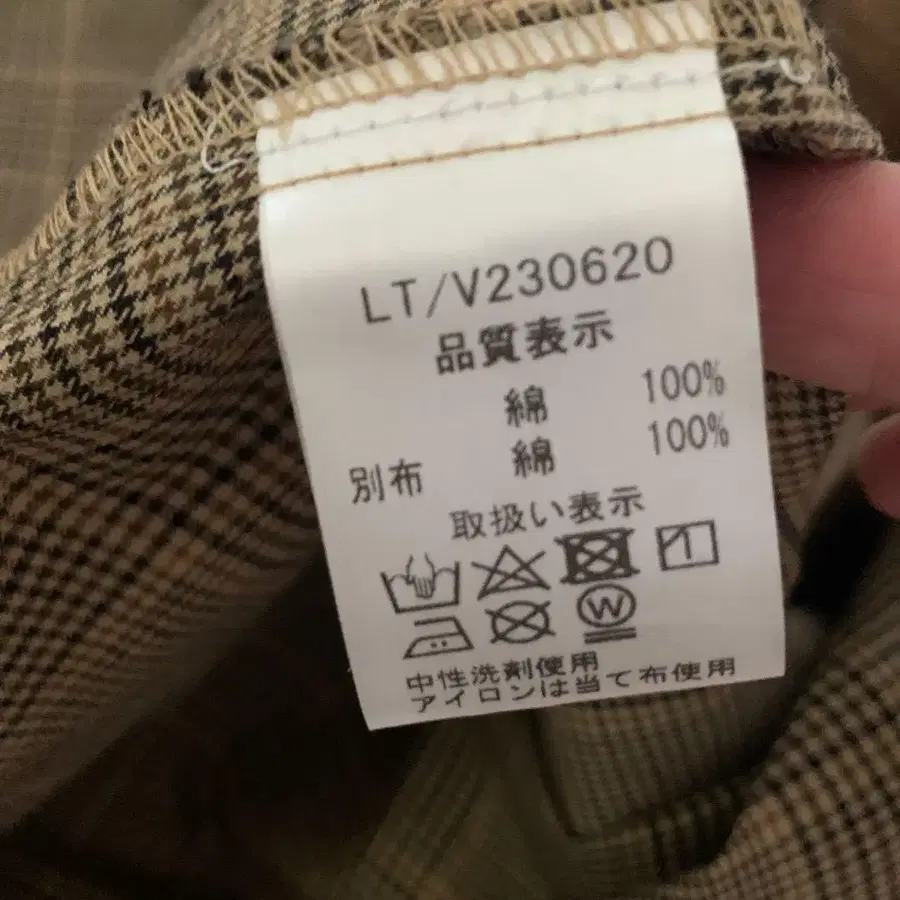 LT/V230620
品質表示
綿 100%
別布 綿 100%
取扱い表示
W
中性洗剤使用
アイロンは当て布使用